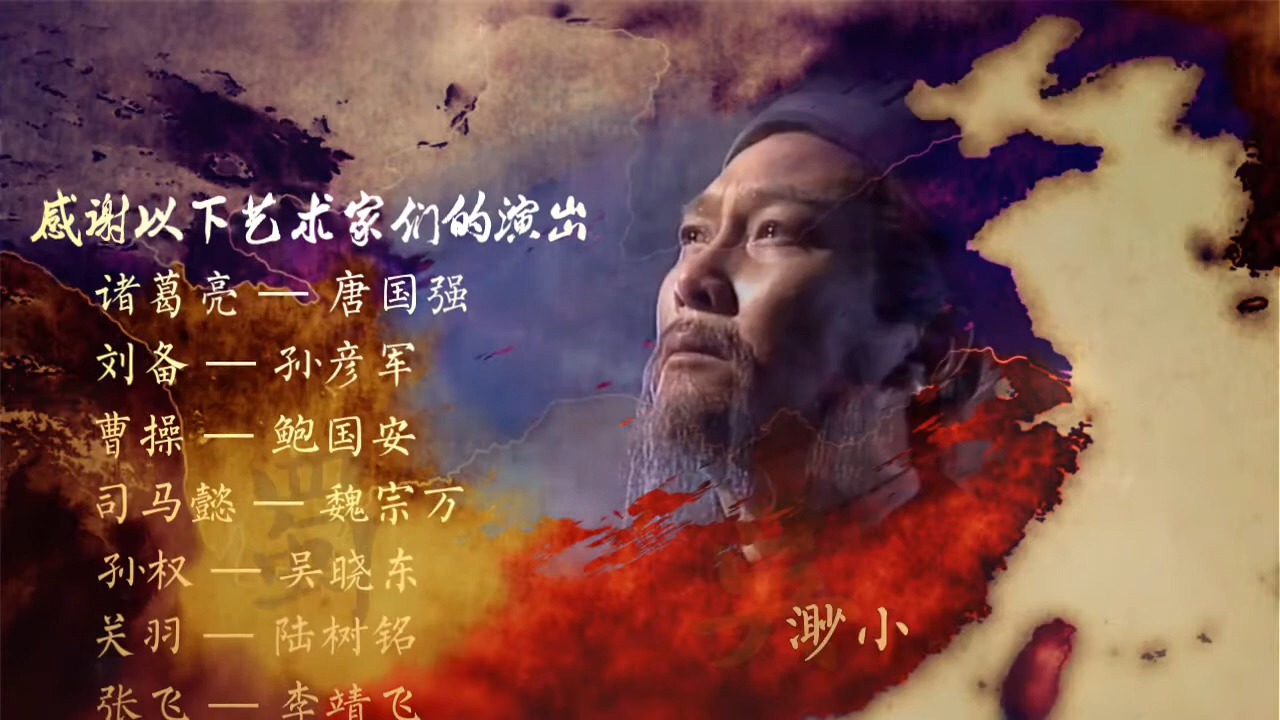 感谢以下艺术家们的演出
诸葛亮 — 唐国强
刘备 — 孙彦军
曹操 — 鲍国安
司马懿 — 魏宗万
孙权 — 吴晓东
关羽 — 陆树铭
张飞 — 李靖飞
渺小